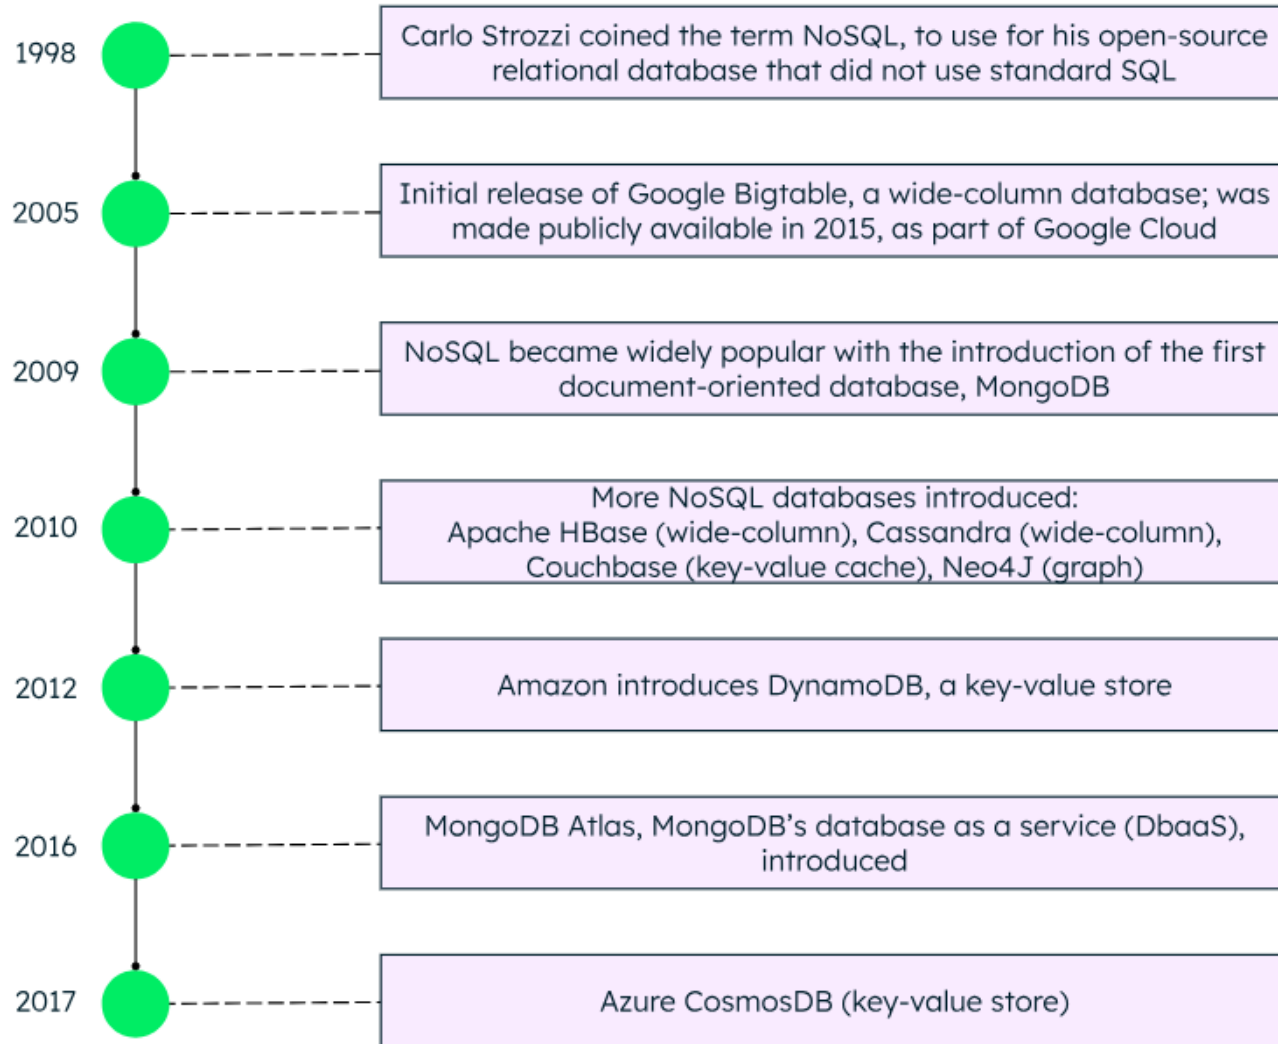 1998
Carlo Strozzi coined the term NoSQL, to use for his open-source
relational database that did not use standard SQL
2005
Initial release of Google Bigtable, a wide-column database; was
made publicly available in 2015, as part of Google Cloud
2009
NoSQL became widely popular with the introduction of the first
document-oriented database, MongoDB
2010
More NoSQL databases introduced:
Apache HBase (wide-column), Cassandra (wide-column),
Couchbase (key-value cache), Neo4J (graph)
2012
Amazon introduces DynamoDB, a key-value store
2016
MongoDB Atlas, MongoDB’s database as a service (DbaaS),
introduced
2017
Azure CosmosDB (key-value store)